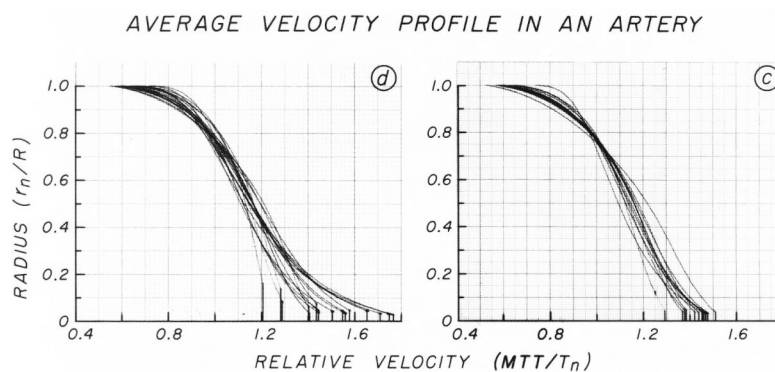 AVERAGE VELOCITY PROFILE IN AN ARTERY
d
c
RADIUS (rn/R)
1.0
0.8
0.6
0.4
0.2
0
1.0
0.8
0.6
0.4
0.2
0
0.4 0.8 1.2 1.6
0.4 0.8 1.2 1.6
RELATIVE VELOCITY (MTT/Tn)